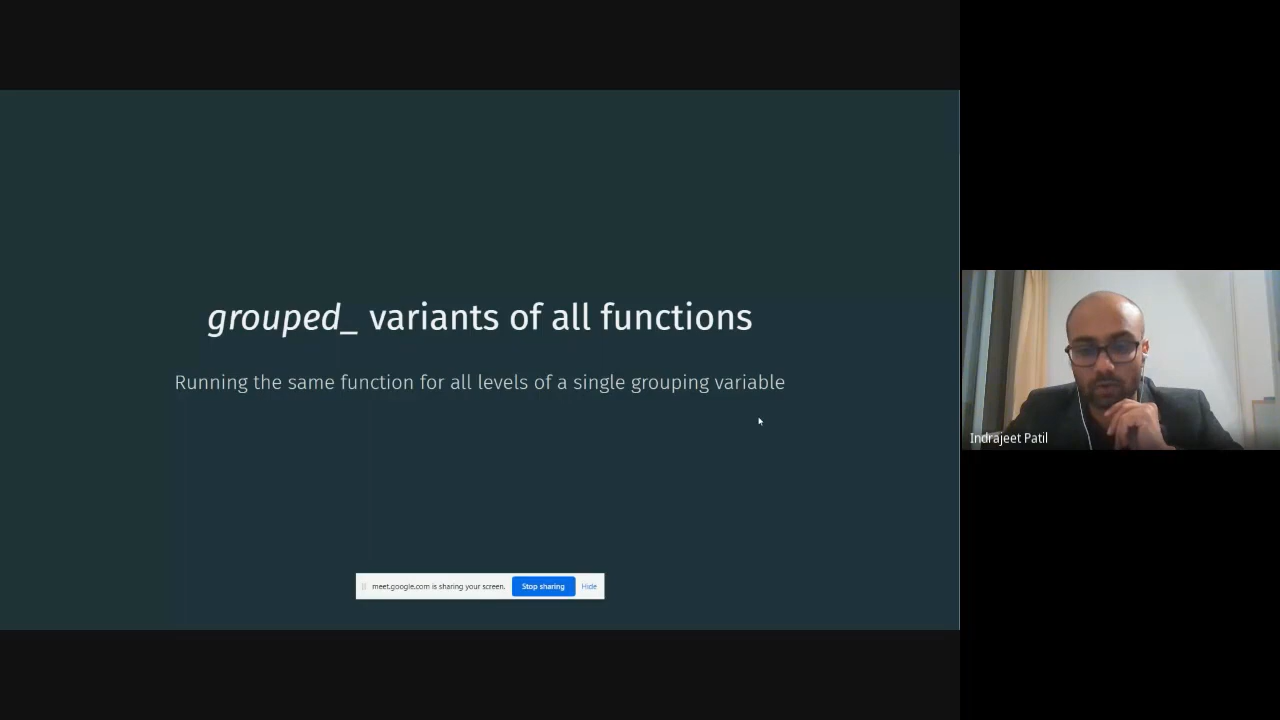 grouped_ variants of all functions
Running the same function for all levels of a single grouping variable
meet.google.com is sharing your screen. Stop sharing Hide
Indrajeet Patil